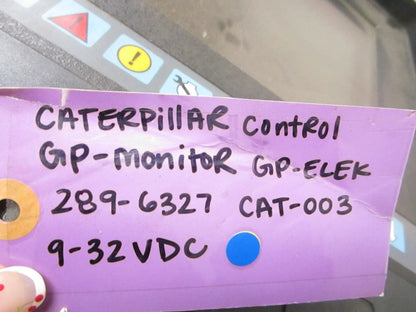 CATERPillAR control
GP-monitoR GP-ELEK
289-6327 CAT-003
9-32VDC